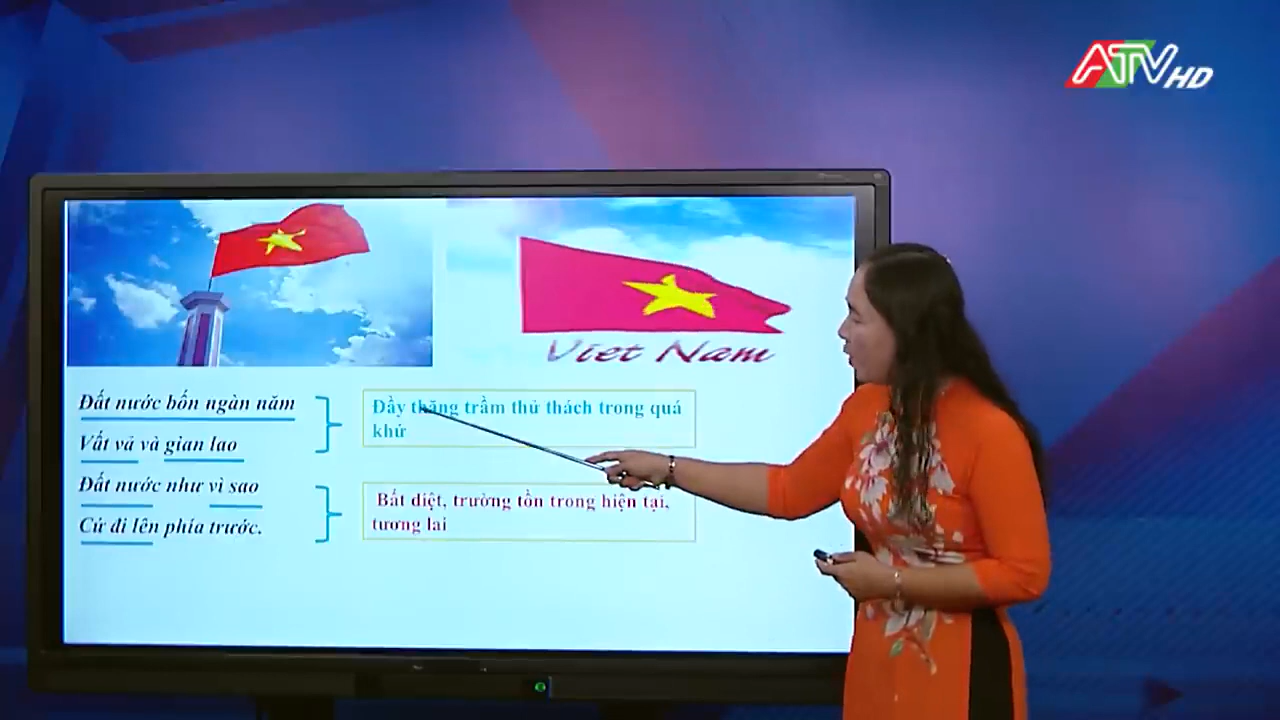 ATV HD
Viet Nam
Đất nước bốn ngàn năm
Vất vả và gian lao
Đất nước như vì sao
Cứ đi lên phía trước.
Đầy thăng trầm thử thách trong quá
khứ
Bất diệt, trường tồn trong hiện tại,
tương lai